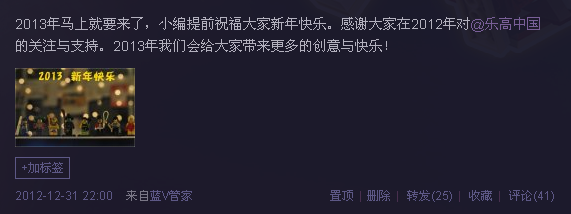 2013年马上就要来了，小编提前祝福大家新年快乐。感谢大家在2012年对@乐高中国
的关注与支持。2013年我们会给大家带来更多的创意与快乐！
2013 新年快乐
+加标签
2012-12-31 22:00 来自蓝V管家 置顶 | 删除 | 转发(25) | 收藏 | 评论(41)